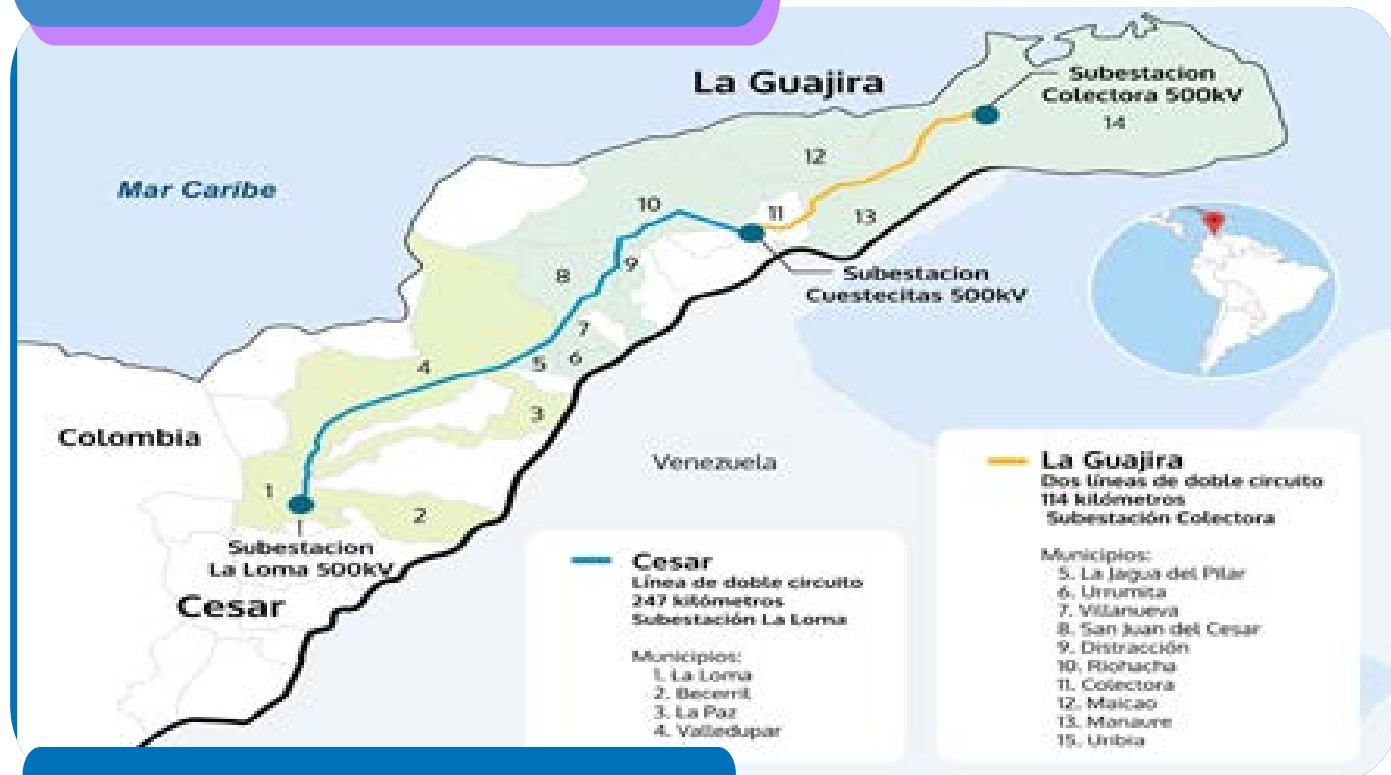 La Guajira
Subestacion
Colectora 500kV
14
12
Mar Caribe
10
11
13
9
8
Subestacion
Cuestecitas 500kV
7
5
6
4
3
Colombia
Venezuela
1
2
Subestacion
La Loma 500kV
Cesar
Cesar
Línea de doble circuito
247 kilómetros
Subestación La Loma
Municipios:
1. La Loma
2. Becerril
3. La Paz
4. Valledupar
La Guajira
Dos líneas de doble circuito
114 kilómetros
Subestación Colectora
Municipios:
5. La Jagua del Pilar
6. Urrumita
7. Villanueva
8. San Juan del Cesar
9. Distracción
10. Riohacha
11. Colectora
12. Maicao
13. Manaure
15. Uribia